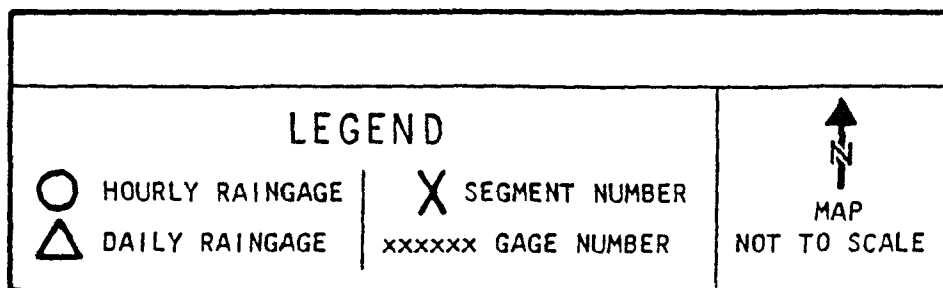 LEGEND
HOURLY RAINGAGE
X SEGMENT NUMBER
DAILY RAINGAGE
xxxxxx GAGE NUMBER
N
MAP
NOT TO SCALE